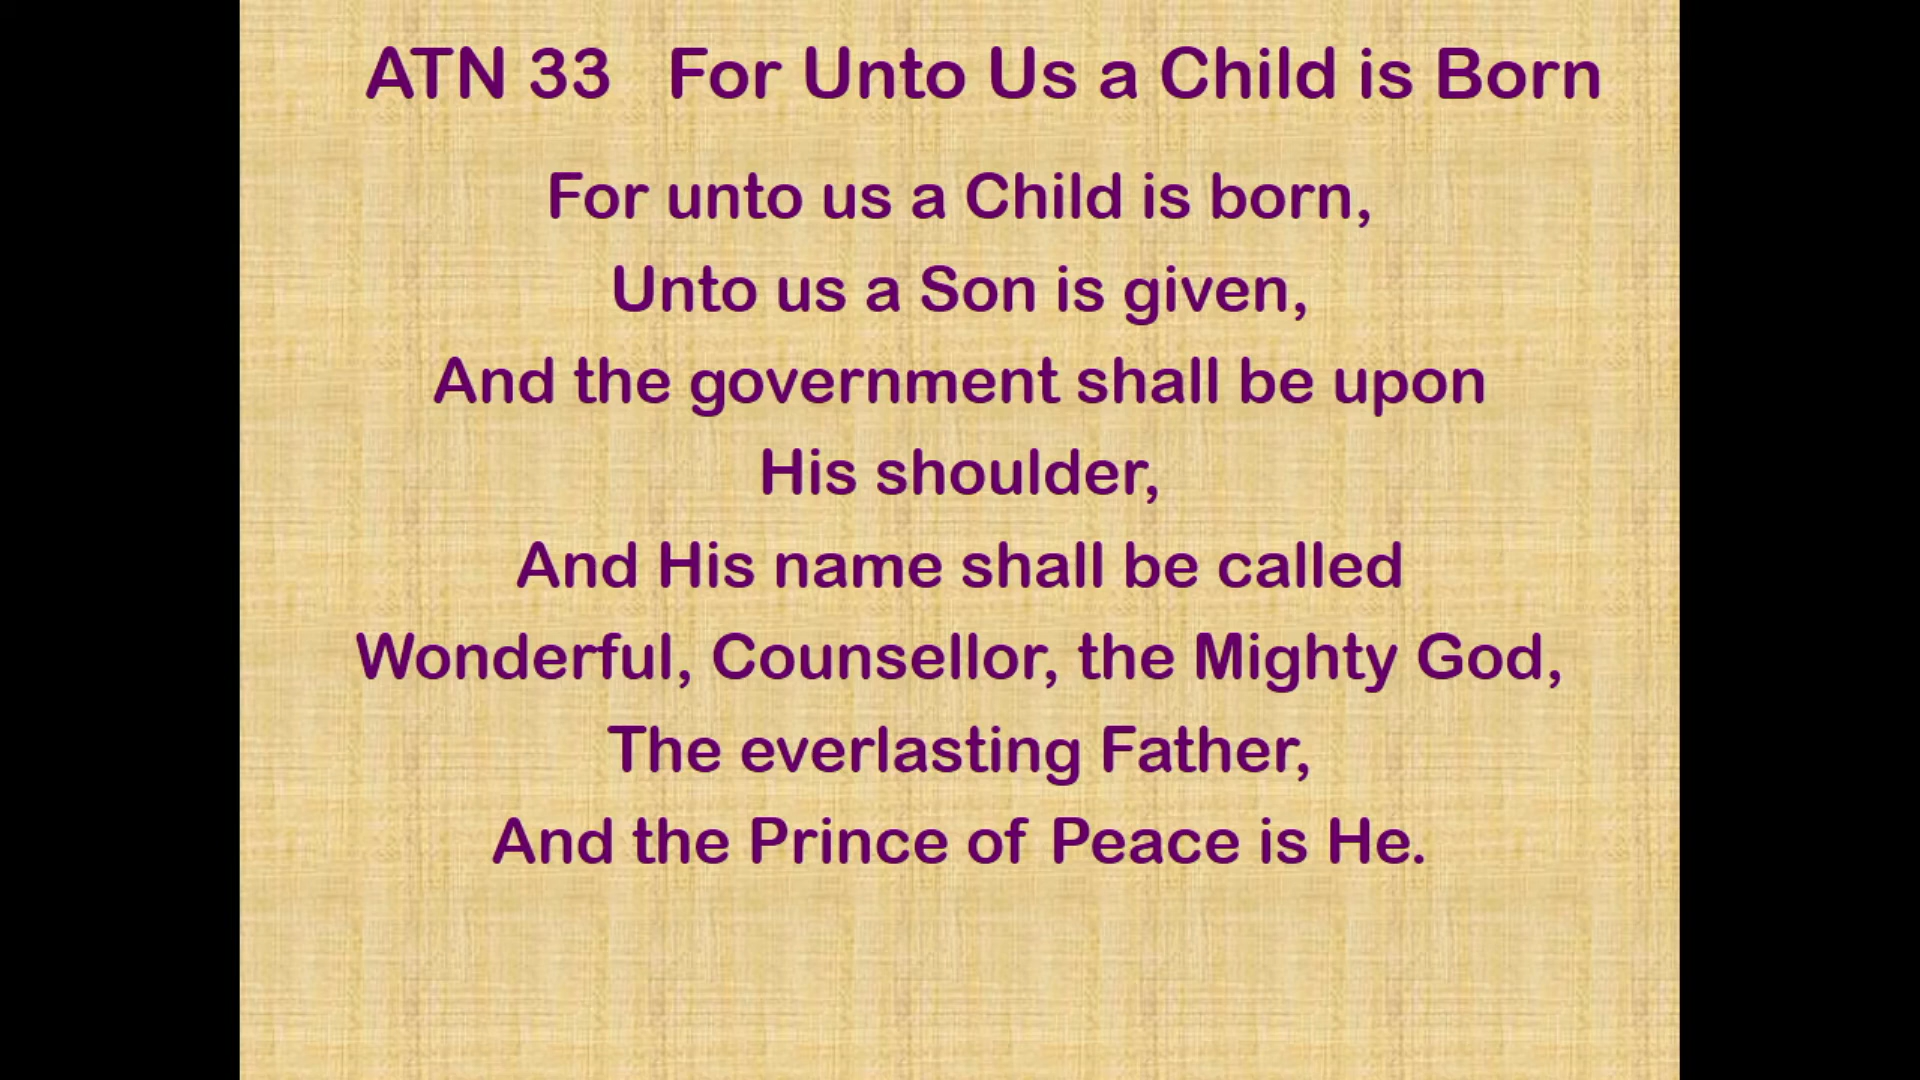 ATN 33 For Unto Us a Child is Born
For unto us a Child is born,
Unto us a Son is given,
And the government shall be upon
His shoulder,
And His name shall be called
Wonderful, Counsellor, the Mighty God,
The everlasting Father,
And the Prince of Peace is He.